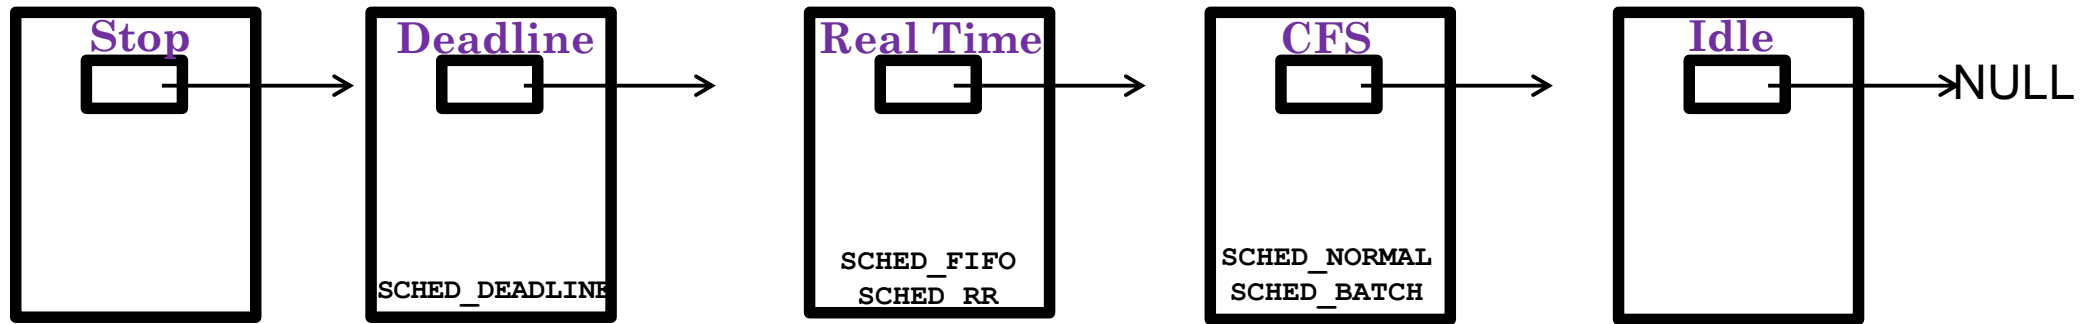 Stop
Deadline
SCHED_DEADLINE
Real Time
SCHED_FIFO
SCHED_RR
CFS
SCHED_NORMAL
SCHED_BATCH
Idle
NULL